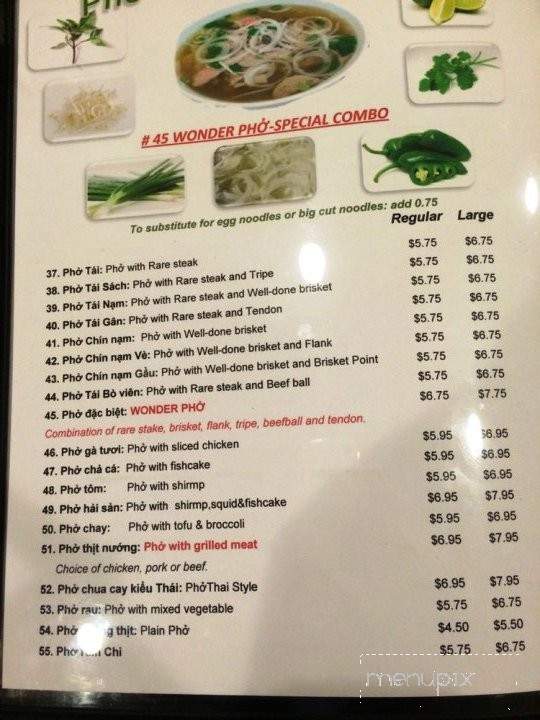 Phở
# 45 WONDER PHỞ-SPECIAL COMBO
To substitute for egg noodles or big cut noodles: add 0.75
Regular Large
37. Phở Tái: Phở with Rare steak $5.75 $6.75
38. Phở Tái Sách: Phở with Rare steak and Tripe $5.75 $6.75
39. Phở Tái Nạm: Phở with Rare steak and Well-done brisket $5.75 $6.75
40. Phở Tái Gân: Phở with Rare steak and Tendon $5.75 $6.75
41. Phở Chín nạm: Phở with Well-done brisket $5.75 $6.75
42. Phở Chín nạm Vè: Phở with Well-done brisket and Flank $5.75 $6.75
43. Phở Chín nạm Gầu: Phở with Well-done brisket and Brisket Point $5.75 $6.75
44. Phở Tái Bò viên: Phở with Rare steak and Beef ball $5.75 $6.75
45. Phở đặc biệt: WONDER PHỞ $6.75 $7.75
Combination of rare stake, brisket, flank, tripe, beefball and tendon.
46. Phở gà tươi: Phở with sliced chicken $5.95 $6.95
47. Phở chả cá: Phở with fishcake $5.95 $6.95
48. Phở tôm: Phở with shirmp $5.95 $6.95
49. Phở hải sản: Phở with shirmp,squid&fishcake $6.95 $7.95
50. Phở chay: Phở with tofu & broccoli $5.95 $6.95
51. Phở thịt nướng: Phở with grilled meat $6.95 $7.95
Choice of chicken, pork or beef.
52. Phở chua cay kiểu Thái: PhởThai Style $6.95 $7.95
53. Phở rau: Phở with mixed vegetable $5.75 $6.75
54. Phở thịt: Plain Phở $4.50 $5.50
55. Phở Chi $5.75 $6.75
menupix